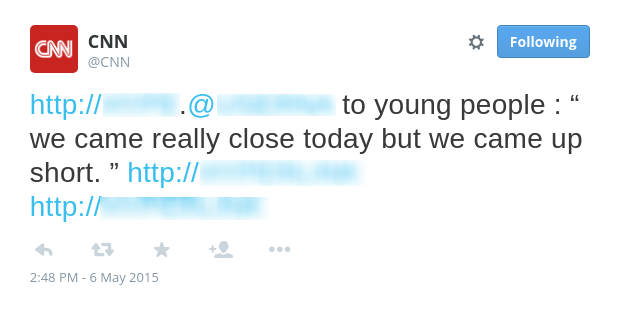 CNN
CNN
@CNN
Following
http:// .@ to young people : “
we came really close today but we came up
short. ” http://
http://
2:48 PM - 6 May 2015